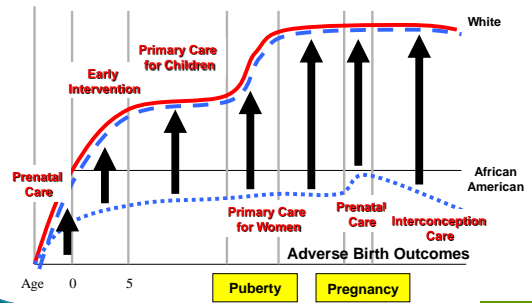 White
Primary Care
for Children
Early
Intervention
African
American
Prenatal
Care
Primary Care
for Women
Prenatal
Care
Interconception
Care
Adverse Birth Outcomes
Age 0 5
Puberty
Pregnancy